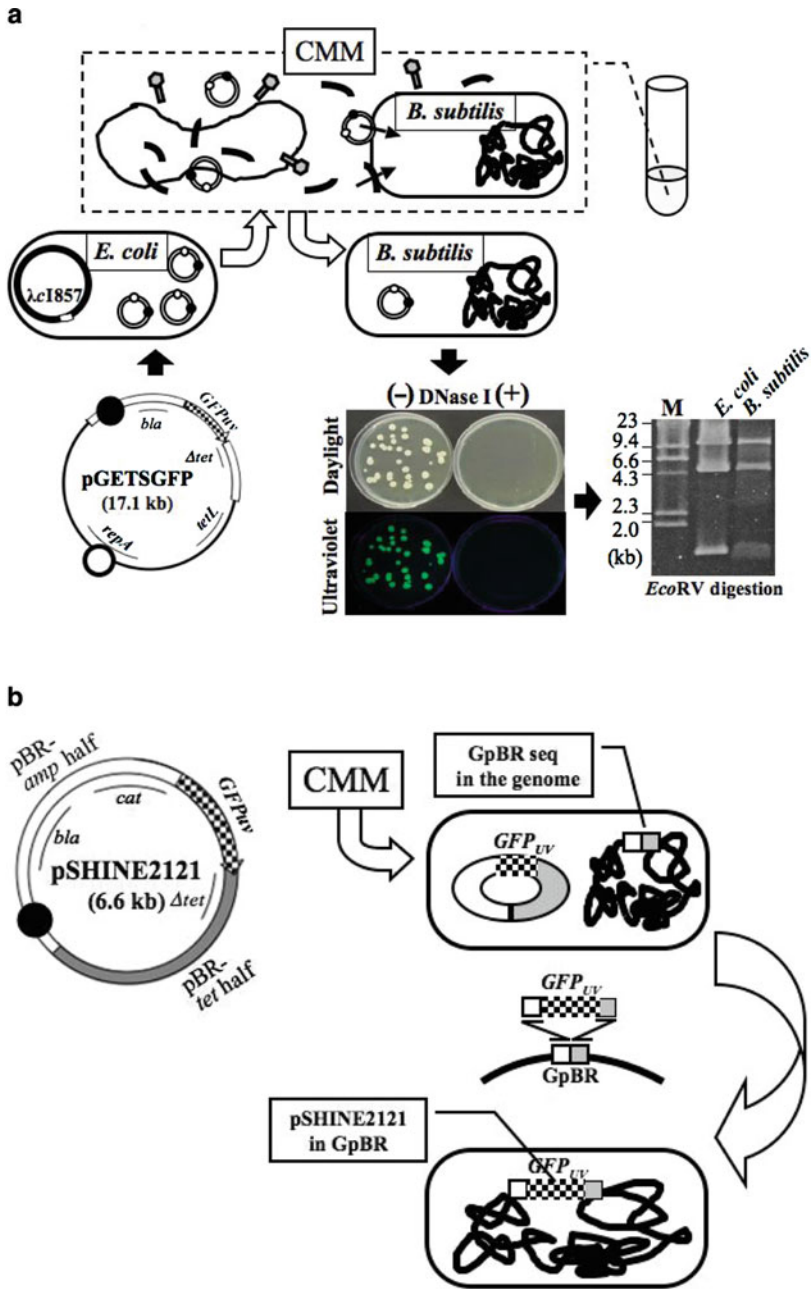 a
CMM
B. subtilis
E. coli
λcI857
B. subtilis
GFPuv
bla
Δtet
pGETSGFP
(17.1 kb)
tetL
repA
(-) DNase I (+)
Daylight
Ultraviolet
M
E. coli
B. subtilis
23
9.4
6.6
4.3
2.3
2.0
(kb)
EcoRV digestion
b
pBR-
amp half
cat
GFPuv
bla
pSHINE2121
(6.6 kb)
Δtet
pBR-
tet half
CMM
GpBR seq
in the genome
GFPUV
GFPUV
GpBR
pSHINE2121
in GpBR
GFPUV